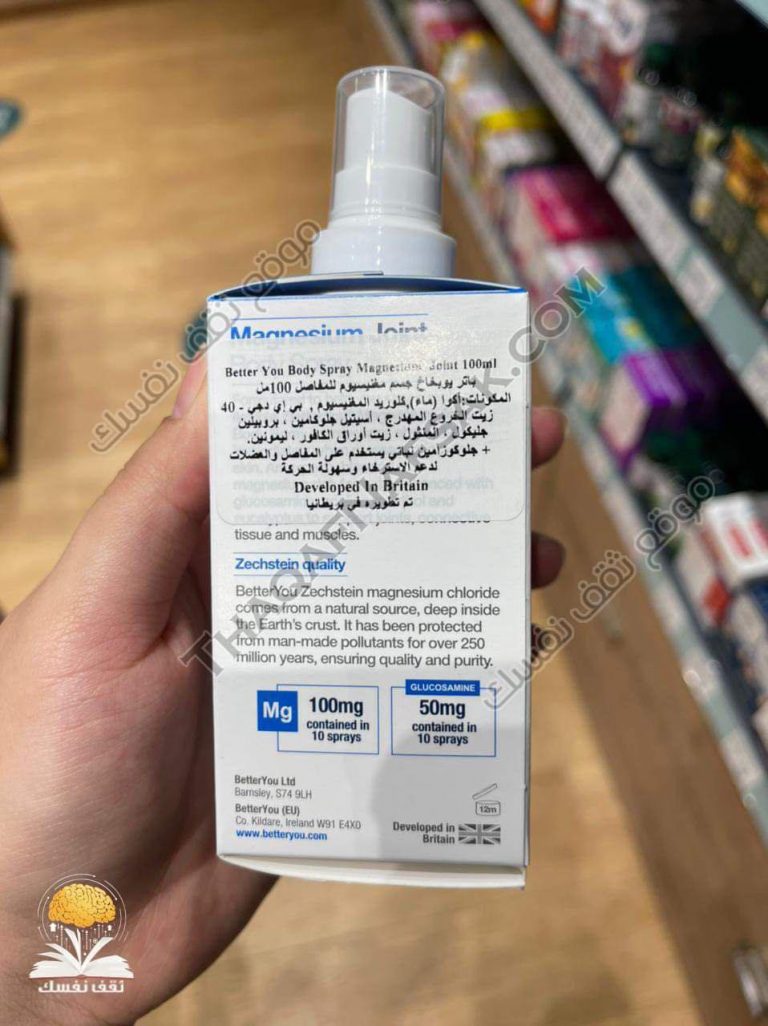 Magnesium Joint
Better You Body Spray Magnesium Joint 100ml
باتر يو بخاخ جسم مغنيسيوم للمفاصل 100مل
المكونات:أكوا (ماء),كلوريد المغنيسيوم , بي إي دجي - 40
زيت الخروع المهدرج , أسيتيل جلوكامين , بروبيلين
جليكول , المنثول , زيت أوراق الكافور , ليمونين.
+ جلوكوزامين نباتي يستخدم على المفاصل والعضلات
لدعم الاسترخاء وسهولة الحركة
Developed In Britain
تم تطويره في بريطانيا
tissue and muscles.
Zechstein quality
BetterYou Zechstein magnesium chloride
comes from a natural source, deep inside
the Earth's crust. It has been protected
from man-made pollutants for over 250
million years, ensuring quality and purity.
Mg
100mg
contained in
10 sprays
GLUCOSAMINE
50mg
contained in
10 sprays
BetterYou Ltd
Barnsley, S74 9LH
BetterYou (EU)
Co. Kildare, Ireland W91 E4X0
www.betteryou.com
12m
Developed in
Britain
موقع ثقف نفسك
موقع ثقف نفسك
THAQAFNAFSAK.COM
ثقف نفسك